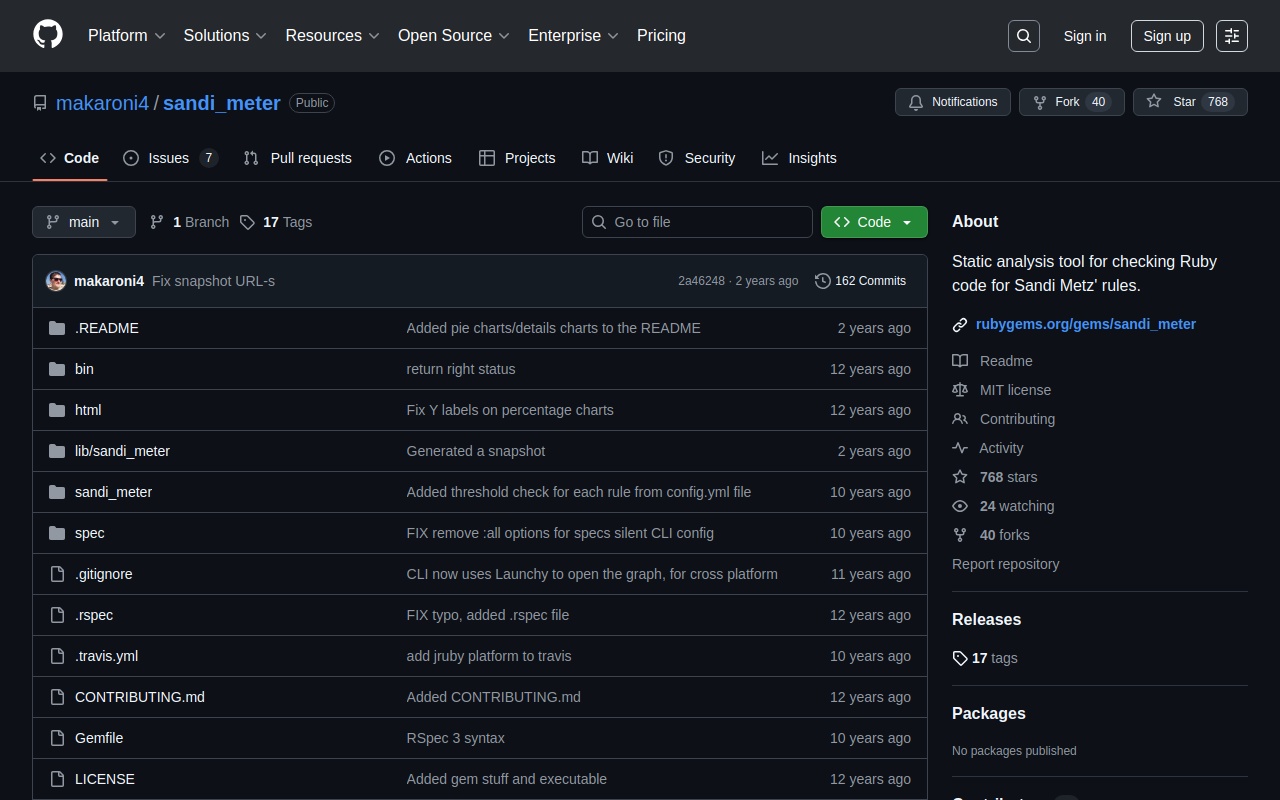 Platform Solutions Resources Open Source Enterprise Pricing Sign in Sign up
makaroni4 / sandi_meter Public Notifications Fork 40 Star 768
Code Issues 7 Pull requests Actions Projects Wiki Security Insights
main 1 Branch 17 Tags Go to file Code
makaroni4 Fix snapshot URL-s 2a46248 · 2 years ago 162 Commits
.README Added pie charts/details charts to the README 2 years ago
bin return right status 12 years ago
html Fix Y labels on percentage charts 12 years ago
lib/sandi_meter Generated a snapshot 2 years ago
sandi_meter Added threshold check for each rule from config.yml file 10 years ago
spec FIX remove :all options for specs silent CLI config 10 years ago
.gitignore CLI now uses Launchy to open the graph, for cross platform 11 years ago
.rspec FIX typo, added .rspec file 12 years ago
.travis.yml add jruby platform to travis 10 years ago
CONTRIBUTING.md Added CONTRIBUTING.md 12 years ago
Gemfile RSpec 3 syntax 10 years ago
LICENSE Added gem stuff and executable 12 years ago
About
Static analysis tool for checking Ruby
code for Sandi Metz' rules.
rubygems.org/gems/sandi_meter
Readme
MIT license
Contributing
Activity
768 stars
24 watching
40 forks
Report repository
Releases
17 tags
Packages
No packages published